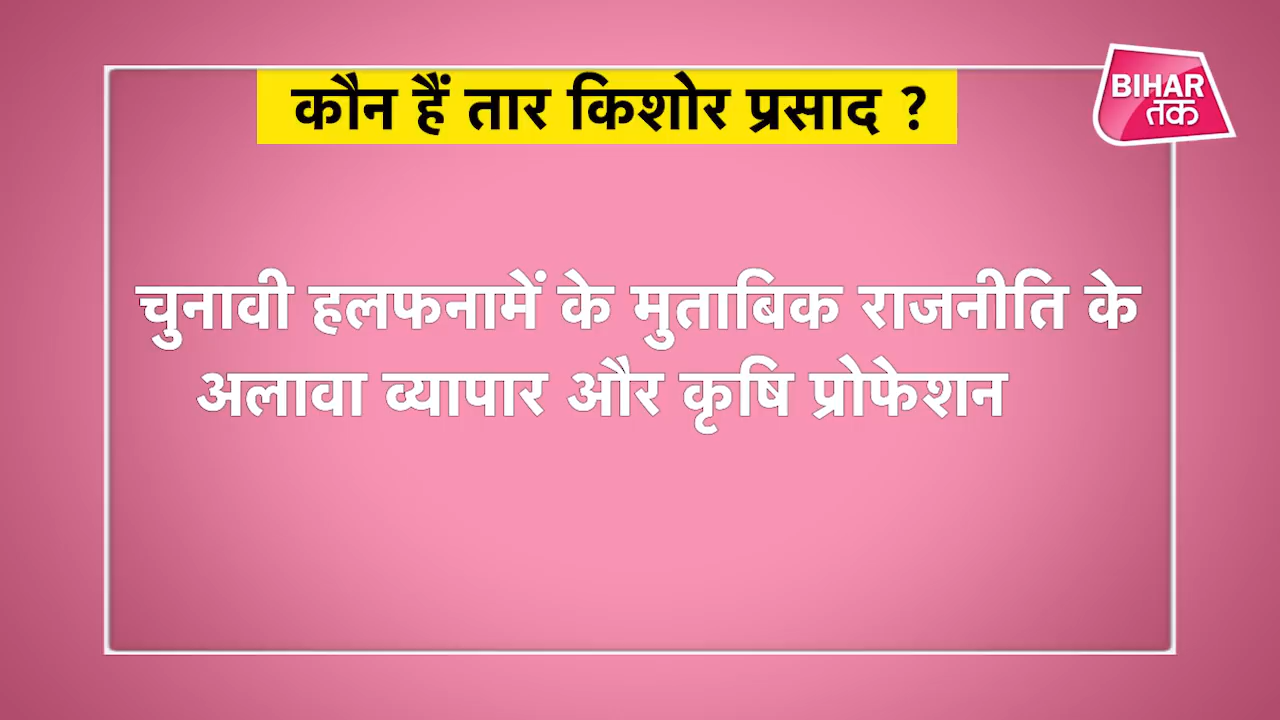 कौन हैं तार किशोर प्रसाद ?
BIHAR
तक
चुनावी हलफनामें के मुताबिक राजनीति के
अलावा व्यापार और कृषि प्रोफेशन